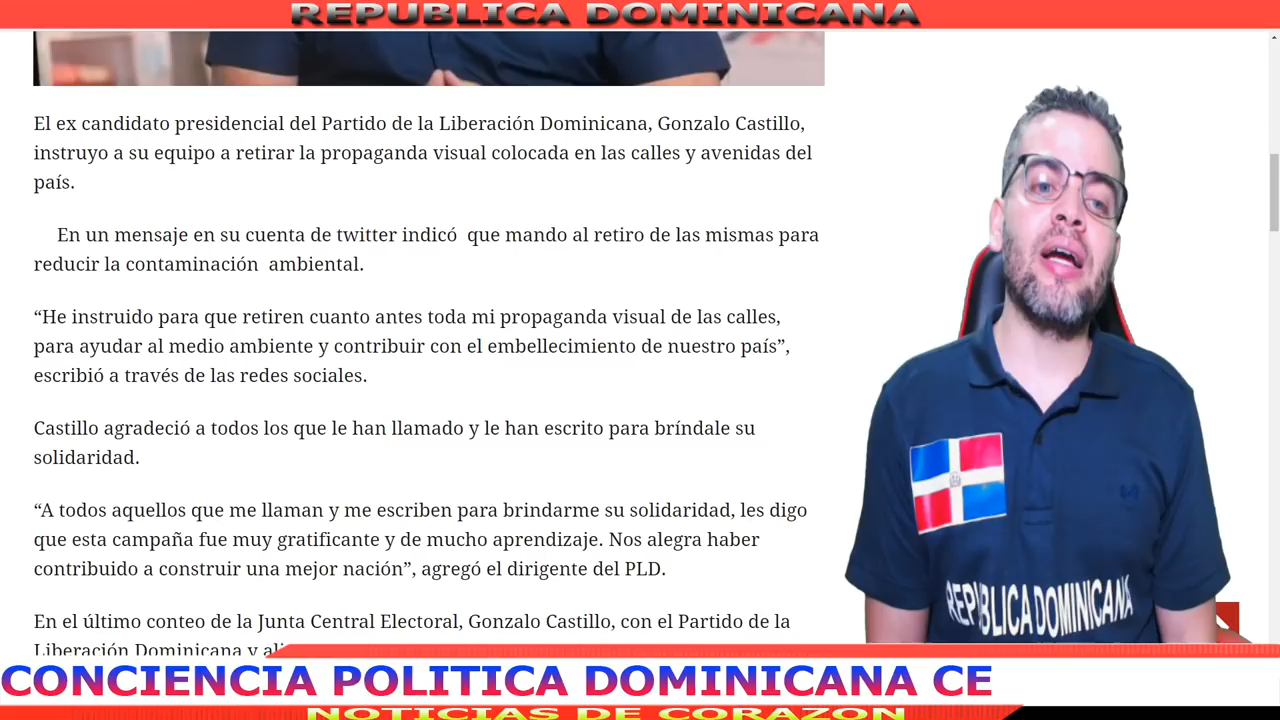 REPUBLICA DOMINICANA
El ex candidato presidencial del Partido de la Liberación Dominicana, Gonzalo Castillo,
instruyo a su equipo a retirar la propaganda visual colocada en las calles y avenidas del
país.
En un mensaje en su cuenta de twitter indicó  que mando al retiro de las mismas para
reducir la contaminación  ambiental.
“He instruido para que retiren cuanto antes toda mi propaganda visual de las calles,
para ayudar al medio ambiente y contribuir con el embellecimiento de nuestro país”,
escribió a través de las redes sociales.
Castillo agradeció a todos los que le han llamado y le han escrito para bríndale su
solidaridad.
“A todos aquellos que me llaman y me escriben para brindarme su solidaridad, les digo
que esta campaña fue muy gratificante y de mucho aprendizaje. Nos alegra haber
contribuido a construir una mejor nación”, agregó el dirigente del PLD.
En el último conteo de la Junta Central Electoral, Gonzalo Castillo, con el Partido de la
Liberación Dominicana y
REPUBLICA DOMINICANA
CONCIENCIA POLITICA DOMINICANA CE
NOTICIAS DE CORAZON